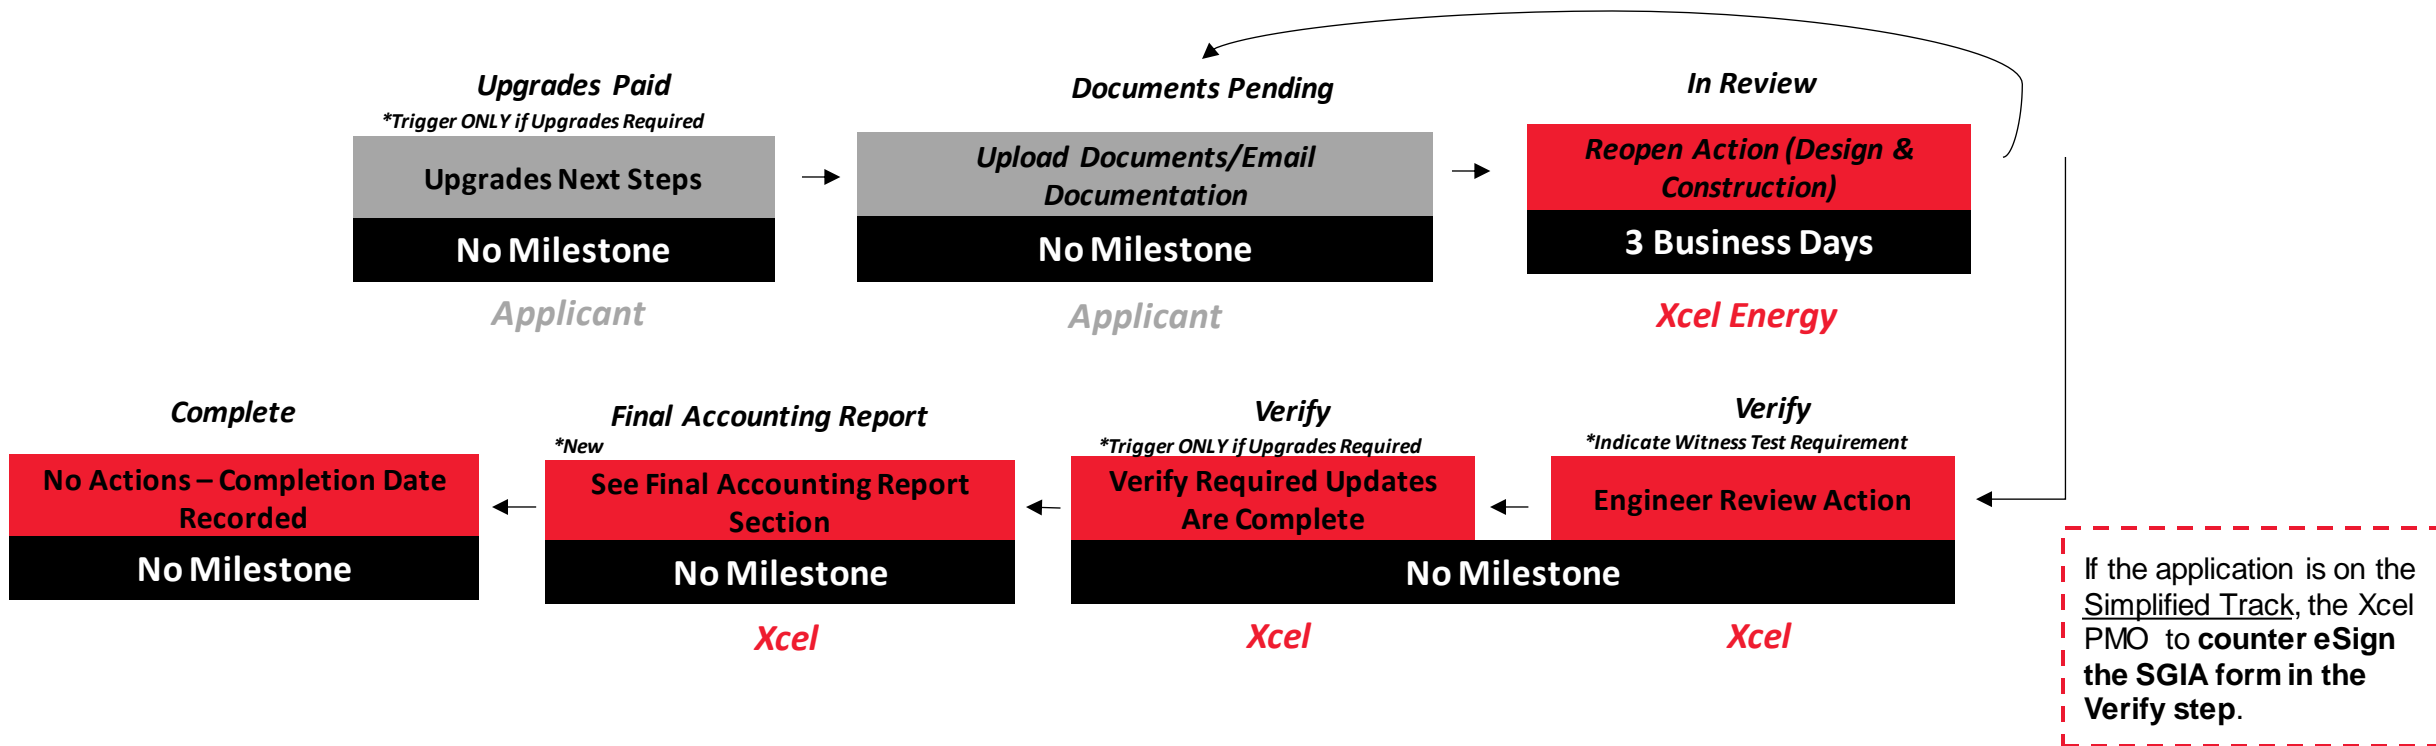 Upgrades Paid
*Trigger ONLY if Upgrades Required
Upgrades Next Steps
No Milestone
Applicant
Documents Pending
Upload Documents/Email
Documentation
No Milestone
Applicant
In Review
Reopen Action (Design &
Construction)
3 Business Days
Xcel Energy
Verify
*Indicate Witness Test Requirement
Engineer Review Action
Verify
*Trigger ONLY if Upgrades Required
Verify Required Updates
Are Complete
No Milestone
Xcel
Xcel
Final Accounting Report
*New
See Final Accounting Report
Section
No Milestone
Xcel
Complete
No Actions – Completion Date
Recorded
No Milestone
If the application is on the
Simplified Track, the Xcel
PMO to counter eSign
the SGIA form in the
Verify step.